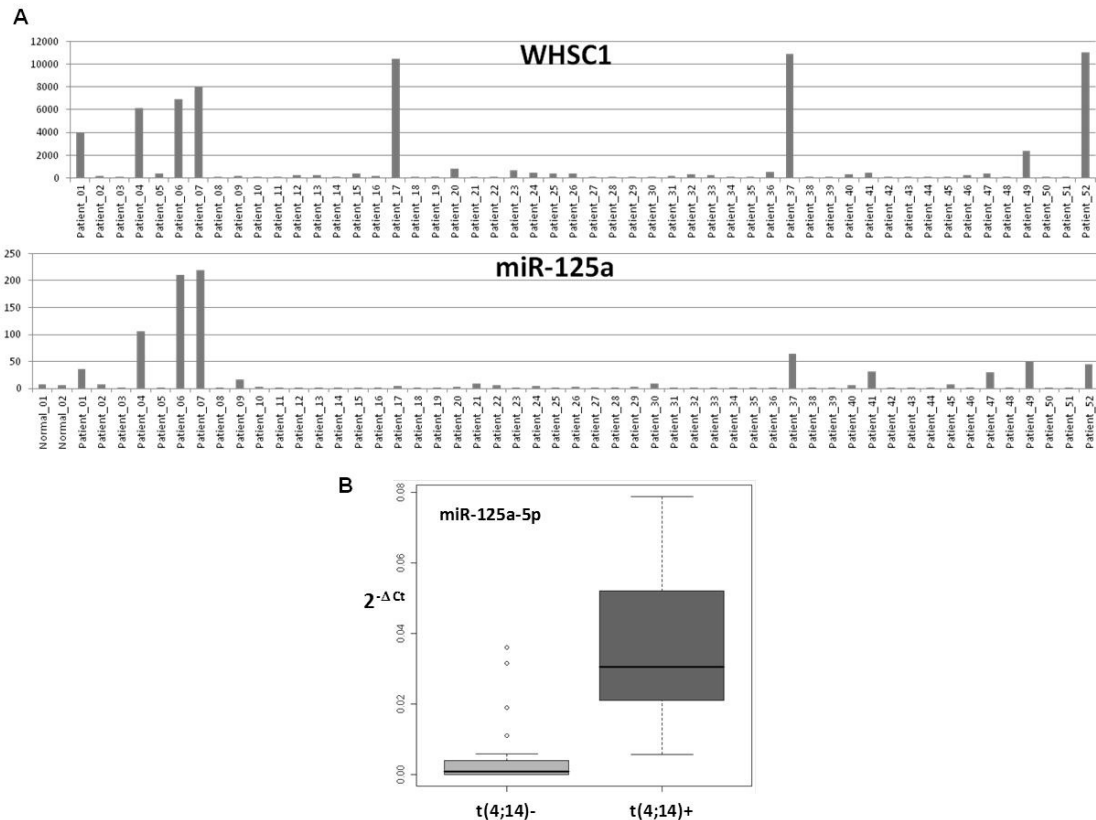 A
WHSC1
12000
10000
8000
6000
4000
2000
0
Patient_01
Patient_02
Patient_03
Patient_04
Patient_05
Patient_06
Patient_07
Patient_08
Patient_09
Patient_10
Patient_11
Patient_12
Patient_13
Patient_14
Patient_15
Patient_16
Patient_17
Patient_18
Patient_19
Patient_20
Patient_21
Patient_22
Patient_23
Patient_24
Patient_25
Patient_26
Patient_27
Patient_28
Patient_29
Patient_30
Patient_31
Patient_32
Patient_33
Patient_34
Patient_35
Patient_36
Patient_37
Patient_38
Patient_39
Patient_40
Patient_41
Patient_42
Patient_43
Patient_44
Patient_45
Patient_46
Patient_47
Patient_48
Patient_49
Patient_50
Patient_51
Patient_52
miR-125a
250
200
150
100
50
0
Normal_01
Normal_02
Patient_01
Patient_02
Patient_03
Patient_04
Patient_05
Patient_06
Patient_07
Patient_08
Patient_09
Patient_10
Patient_11
Patient_12
Patient_13
Patient_14
Patient_15
Patient_16
Patient_17
Patient_18
Patient_19
Patient_20
Patient_21
Patient_22
Patient_23
Patient_24
Patient_25
Patient_26
Patient_27
Patient_28
Patient_29
Patient_30
Patient_31
Patient_32
Patient_33
Patient_34
Patient_35
Patient_36
Patient_37
Patient_38
Patient_39
Patient_40
Patient_41
Patient_42
Patient_43
Patient_44
Patient_45
Patient_46
Patient_47
Patient_48
Patient_49
Patient_50
Patient_51
Patient_52
B
miR-125a-5p
2-Δ Ct
0.08
0.06
0.04
0.02
0.00
t(4;14)-
t(4;14)+